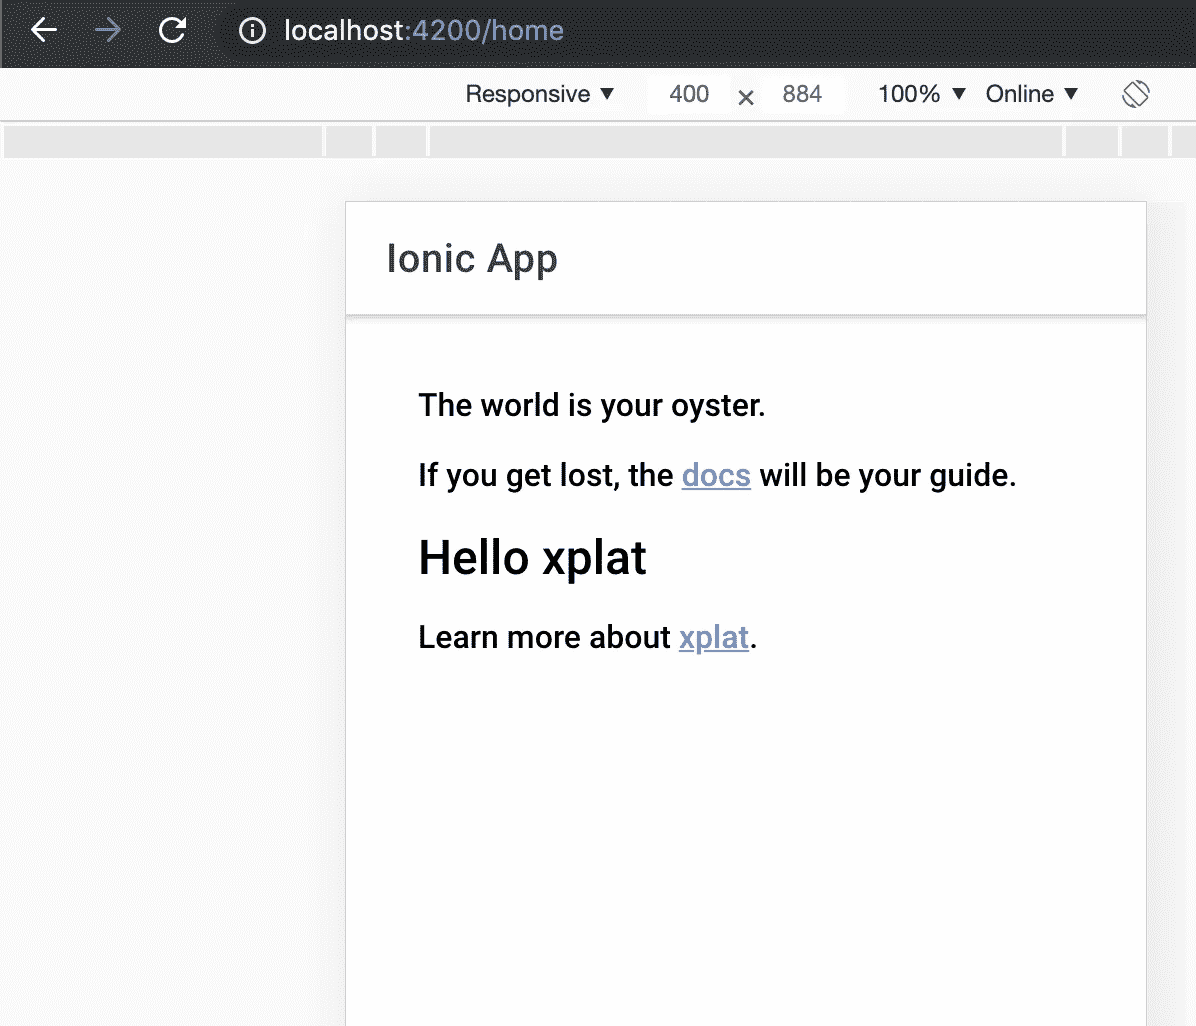 localhost:4200/home
Responsive ▼ 400 × 884 100% ▼ Online ▼
Ionic App
The world is your oyster.
If you get lost, the docs will be your guide.
Hello xplat
Learn more about xplat.